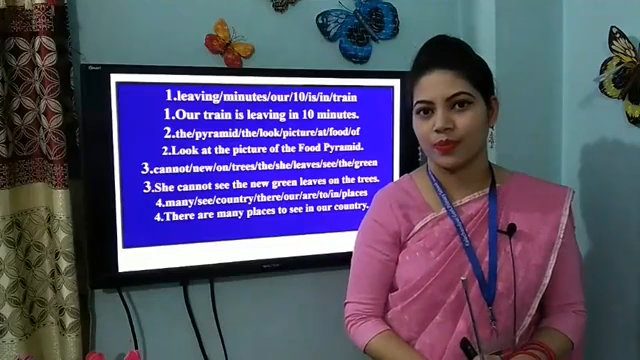 1.leaving/minutes/our/10/is/in/train
1.Our train is leaving in 10 minutes.
2.the/pyramid/the/look/picture/at/food/of
2.Look at the picture of the Food Pyramid.
3.cannot/new/on/trees/the/she/leaves/see/the/green
3.She cannot see the new green leaves on the trees.
4.many/see/country/there/our/are/to/in/places
4.There are many places to see in our country.